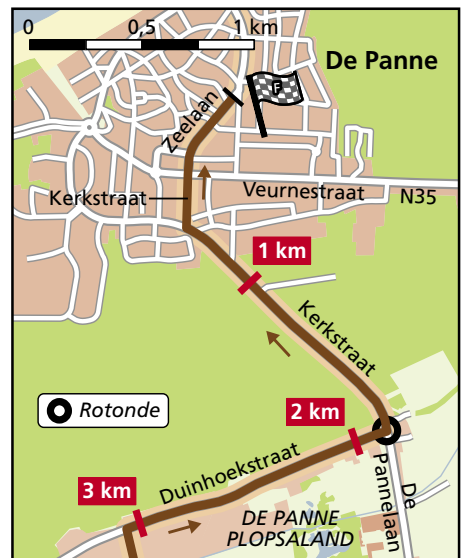 0 0,5 1 km
De Panne
F
Zeelaan
Kerkstraat
Veurnestraat
N35
1 km
Kerkstraat
Rotonde
2 km
Duinhoekstraat
3 km
De
Pannelaan
DE PANNE
PLOPSALAND